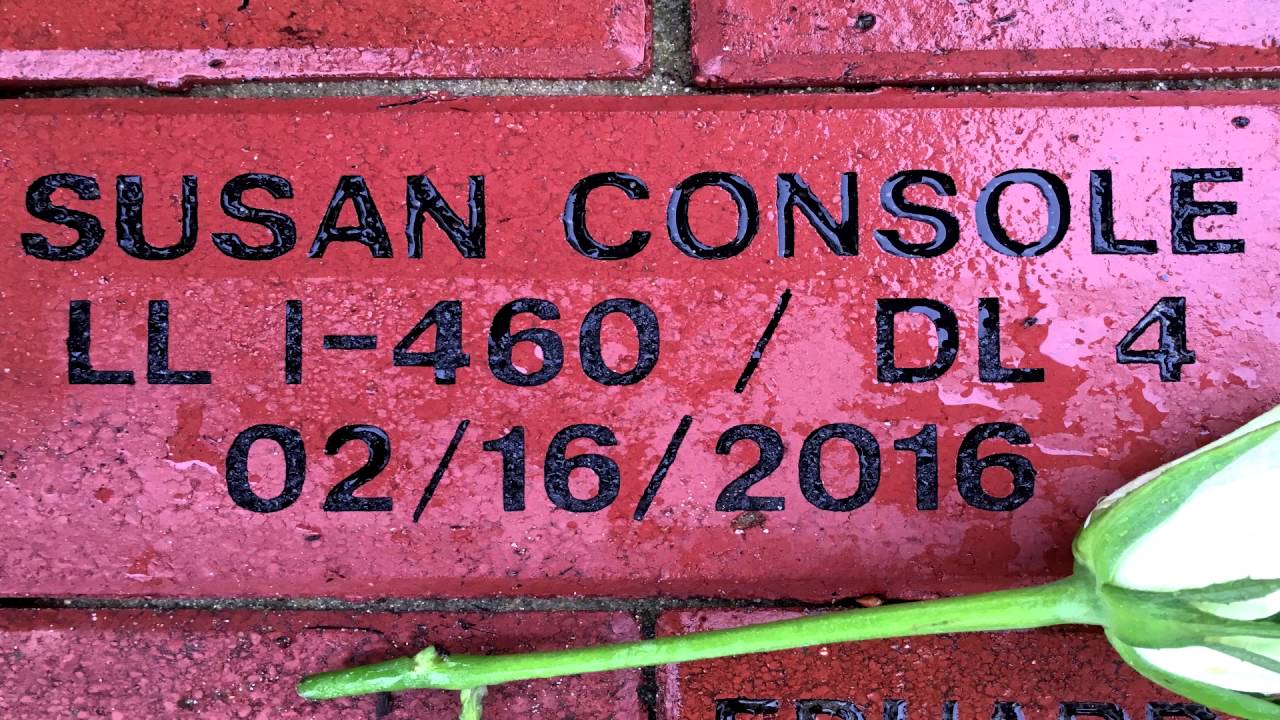 SUSAN CONSOLE
LL I-460 / DL 4
02/16/2016